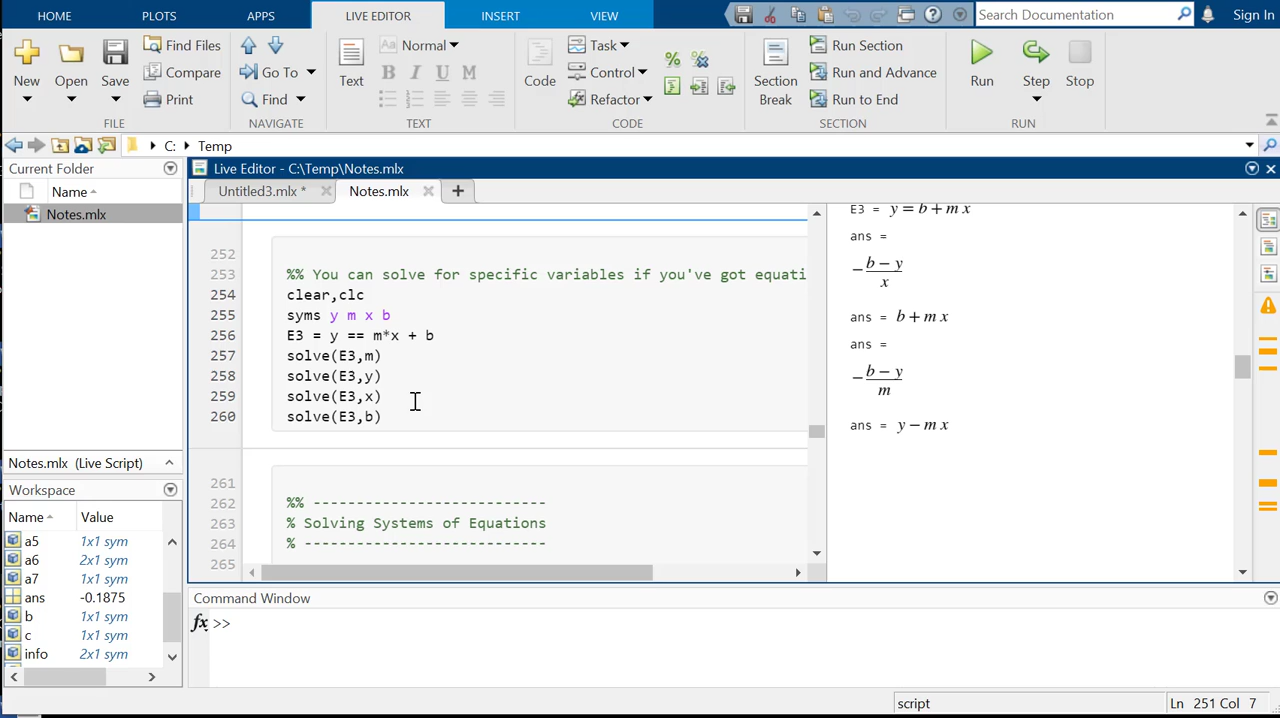 HOME PLOTS APPS LIVE EDITOR INSERT VIEW Search Documentation Sign In
New Open Save Find Files Compare Print
Go To Find
Text Aa Normal B I U M
Code Task Control Refactor
Section Break Run Section Run and Advance Run to End
Run Step Stop
FILE NAVIGATE TEXT CODE SECTION RUN
C: Temp
Current Folder
Name
Notes.mlx
Live Editor - C:\Temp\Notes.mlx
Untitled3.mlx * Notes.mlx +
252
253 %% You can solve for specific variables if you've got equati
254 clear,clc
255 syms y m x b
256 E3 = y == m*x + b
257 solve(E3,m)
258 solve(E3,y)
259 solve(E3,x)
260 solve(E3,b)
261
262 %% ---------------------------
263 % Solving Systems of Equations
264 % ---------------------------
265
E3 = y = b + m x
ans =
−(b − y)/x
ans = b + m x
ans =
−(b − y)/m
ans = y − m x
Notes.mlx (Live Script)
Workspace
Name Value
a5 1x1 sym
a6 2x1 sym
a7 1x1 sym
ans -0.1875
b 1x1 sym
c 1x1 sym
info 2x1 sym
Command Window
fx >>
script Ln 251 Col 7